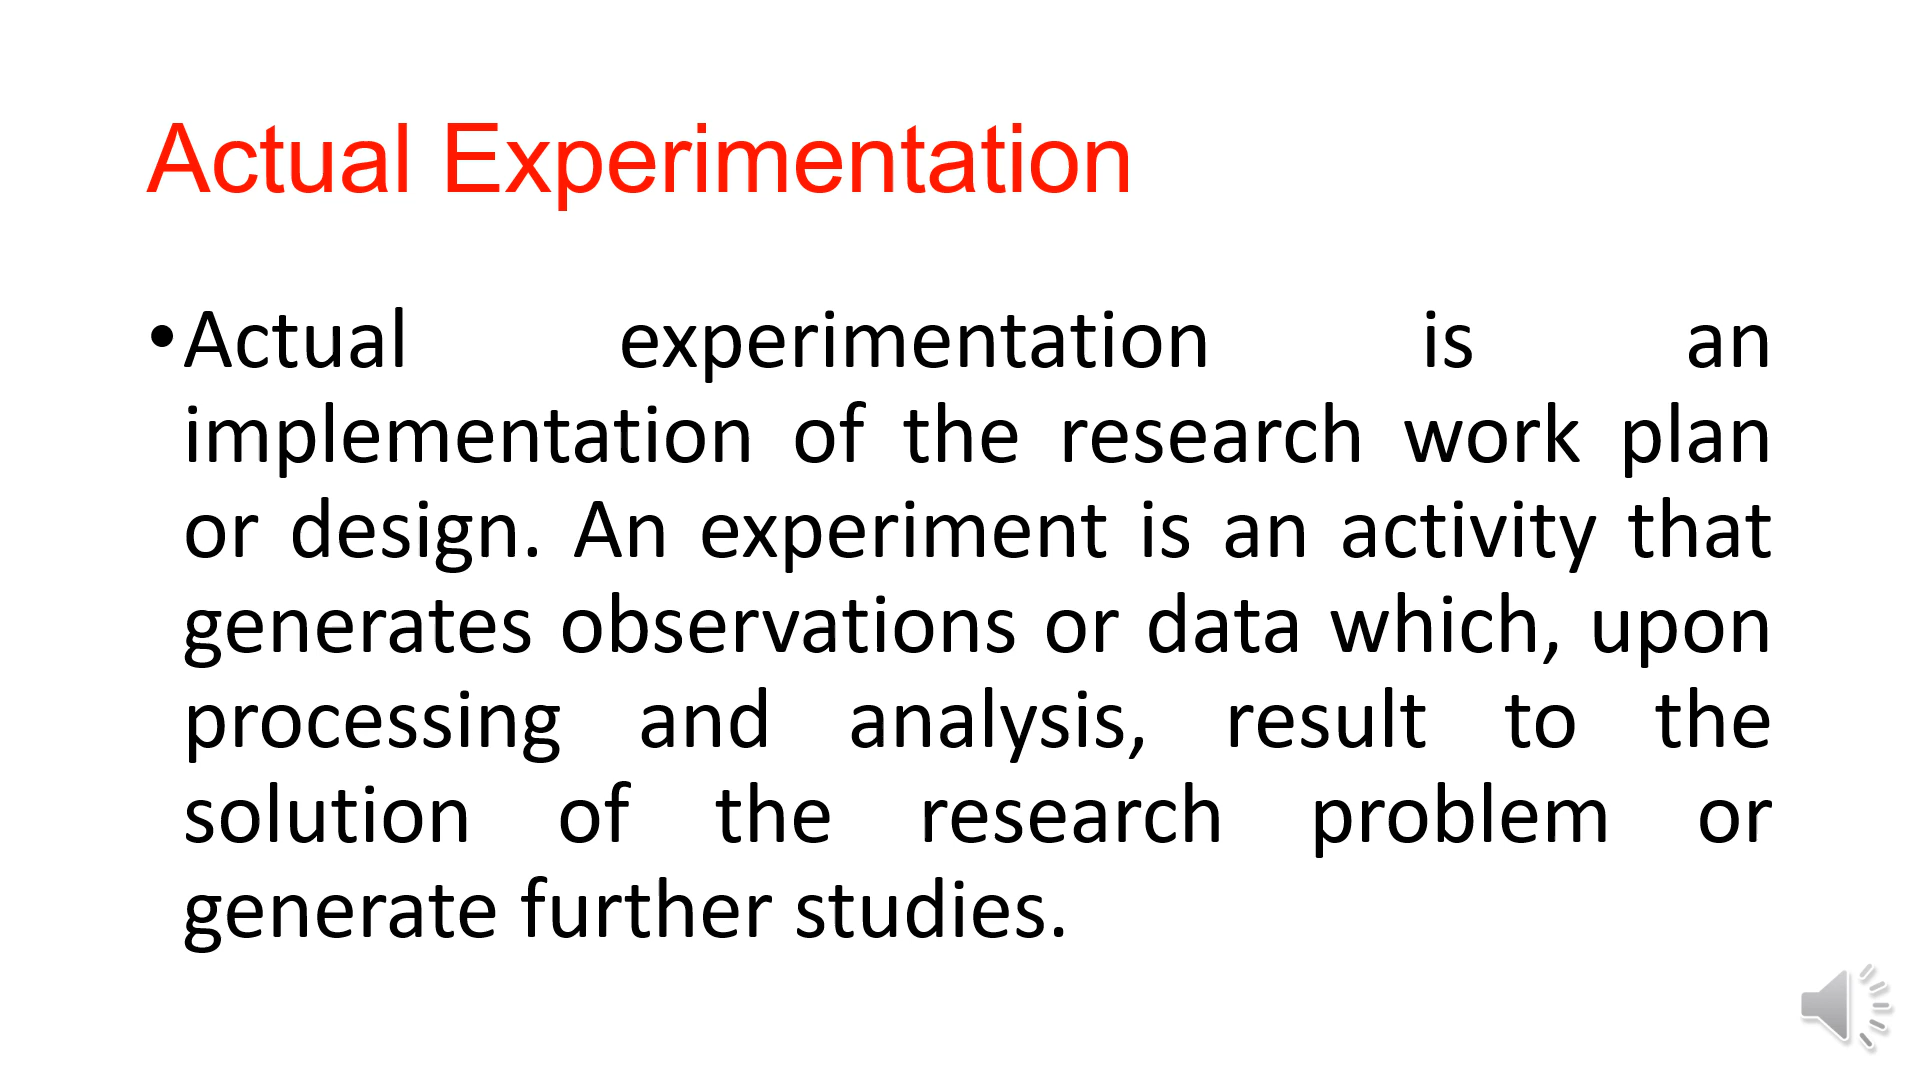 Actual Experimentation
•Actual experimentation is an
implementation of the research work plan
or design. An experiment is an activity that
generates observations or data which, upon
processing and analysis, result to the
solution of the research problem or
generate further studies.